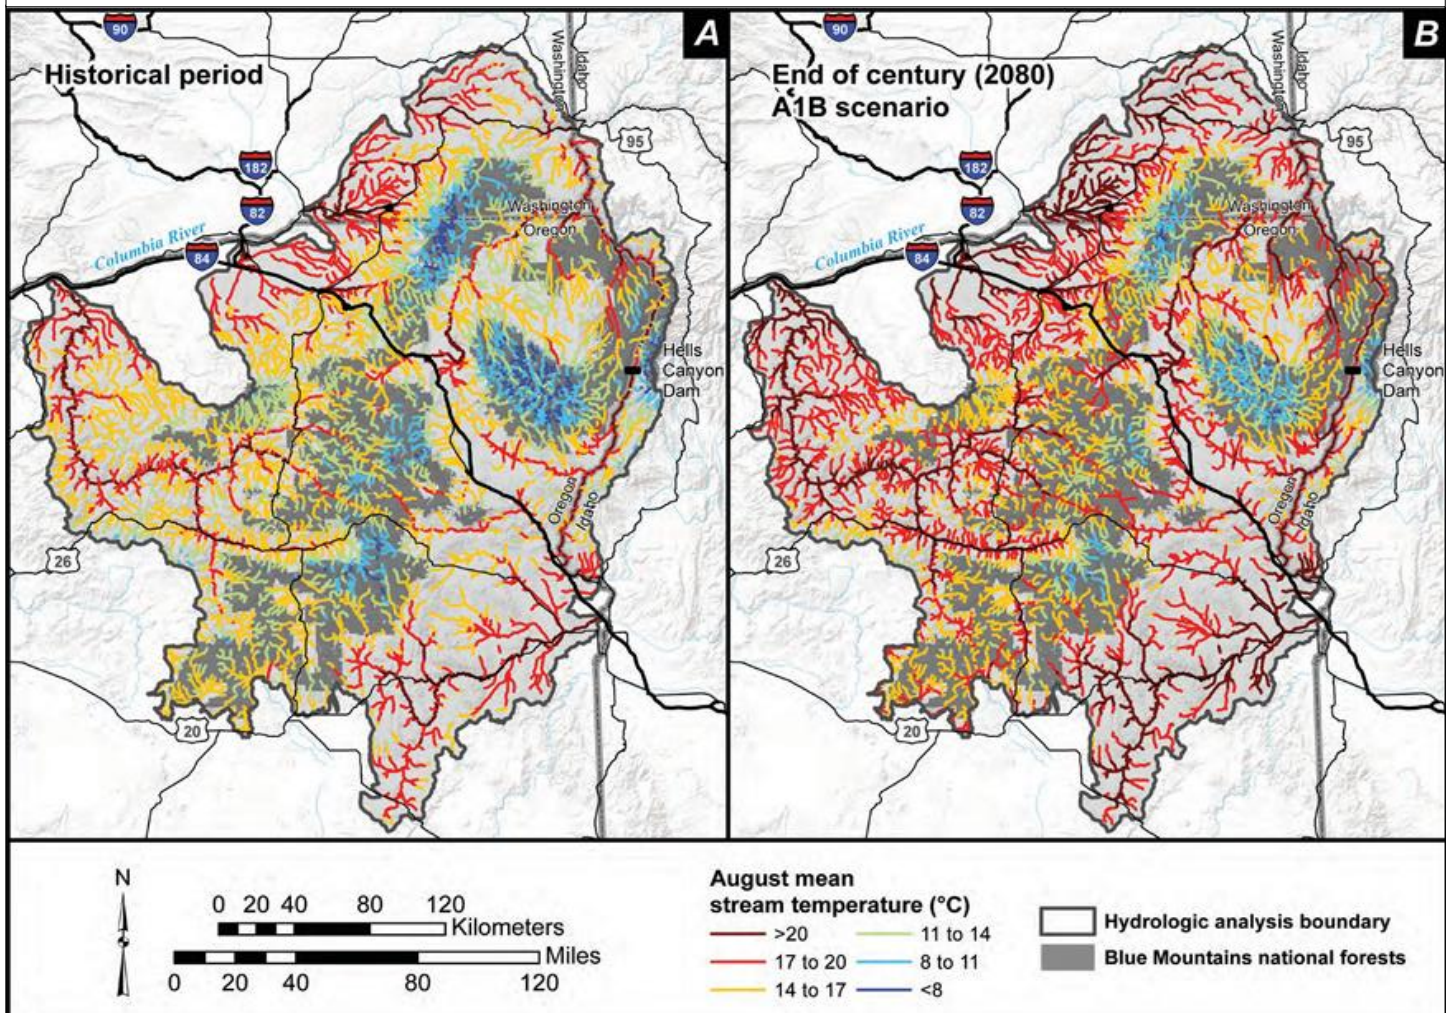 A
Historical period
90
Washington
Idaho
95
182
82
Columbia River
84
Washington
Oregon
Hells
Canyon
Dam
Oregon
Idaho
26
20
B
End of century (2080)
A1B scenario
90
Washington
Idaho
95
182
82
Columbia River
84
Washington
Oregon
Hells
Canyon
Dam
Oregon
Idaho
26
20
N
0 20 40 80 120
Kilometers
Miles
0 20 40 80 120
August mean
stream temperature (°C)
>20
17 to 20
14 to 17
11 to 14
8 to 11
<8
Hydrologic analysis boundary
Blue Mountains national forests